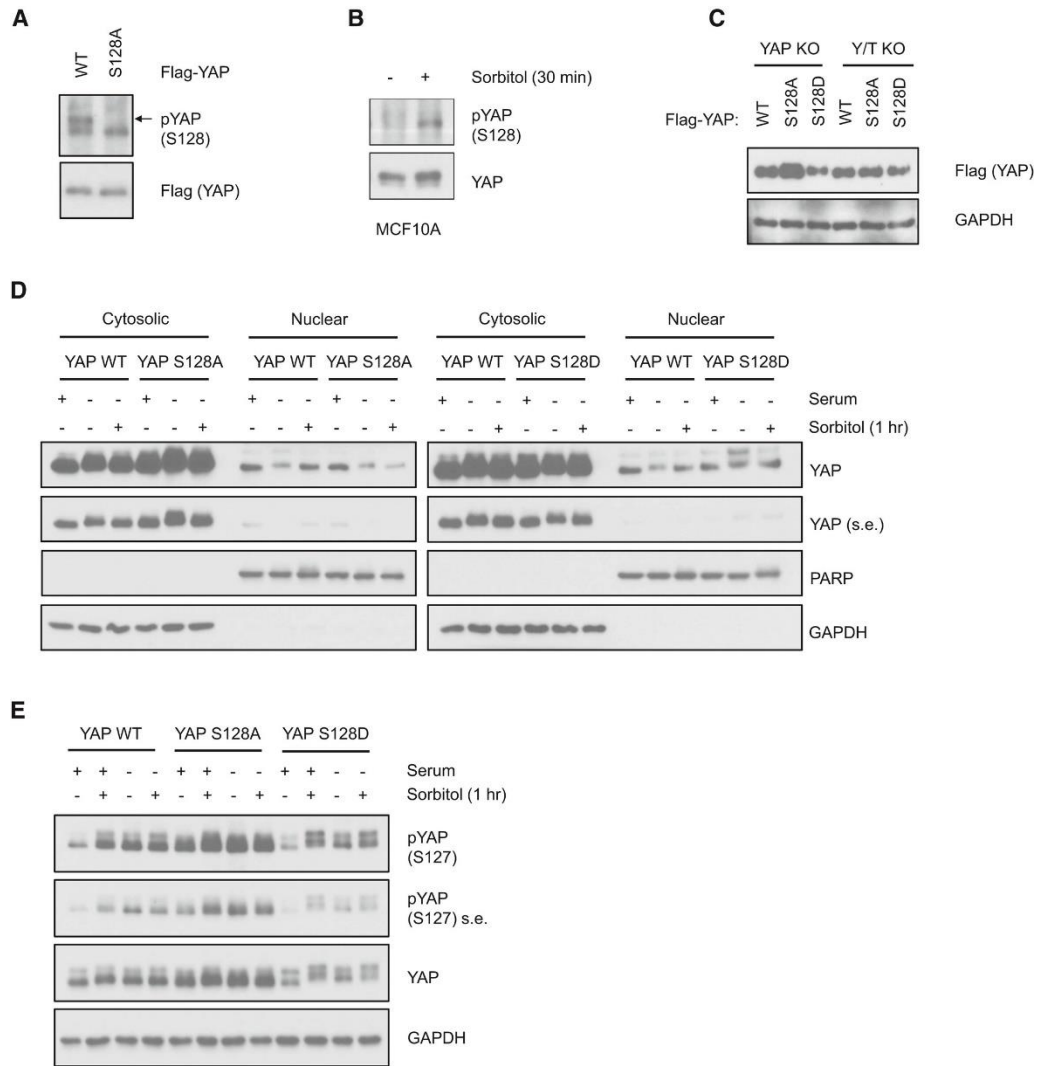 A
WT
S128A
Flag-YAP
pYAP
(S128)
Flag (YAP)
B
- + Sorbitol (30 min)
pYAP
(S128)
YAP
MCF10A
C
YAP KO Y/T KO
Flag-YAP: WT S128A S128D WT S128A S128D
Flag (YAP)
GAPDH
D
Cytosolic Nuclear Cytosolic Nuclear
YAP WT YAP S128A YAP WT YAP S128A YAP WT YAP S128D YAP WT YAP S128D
+ - - + - - + - - + - - + - - + - - + - - + - - Serum
- - + - - + - - + - - + - - + - - + - - + - - + Sorbitol (1 hr)
YAP
YAP (s.e.)
PARP
GAPDH
E
YAP WT YAP S128A YAP S128D
+ + - - + + - - + + - - Serum
- + - + - + - + - + - + Sorbitol (1 hr)
pYAP
(S127)
pYAP
(S127) s.e.
YAP
GAPDH